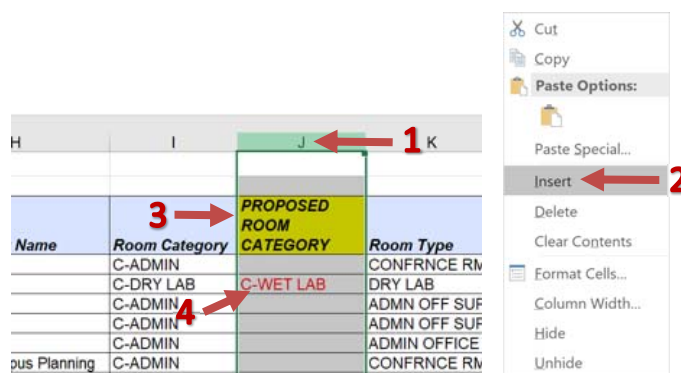 H I J K
1
3
PROPOSED
ROOM
Name Room Category CATEGORY Room Type
C-ADMIN CONFRNCE RM
C-DRY LAB C-WET LAB DRY LAB
C-ADMIN ADMN OFF SUP
4
C-ADMIN ADMN OFF SUP
C-ADMIN ADMIN OFFICE
pus Planning C-ADMIN CONFRNCE RM
Cut
Copy
Paste Options:
Paste Special...
Insert 2
Delete
Clear Contents
Format Cells...
Column Width...
Hide
Unhide